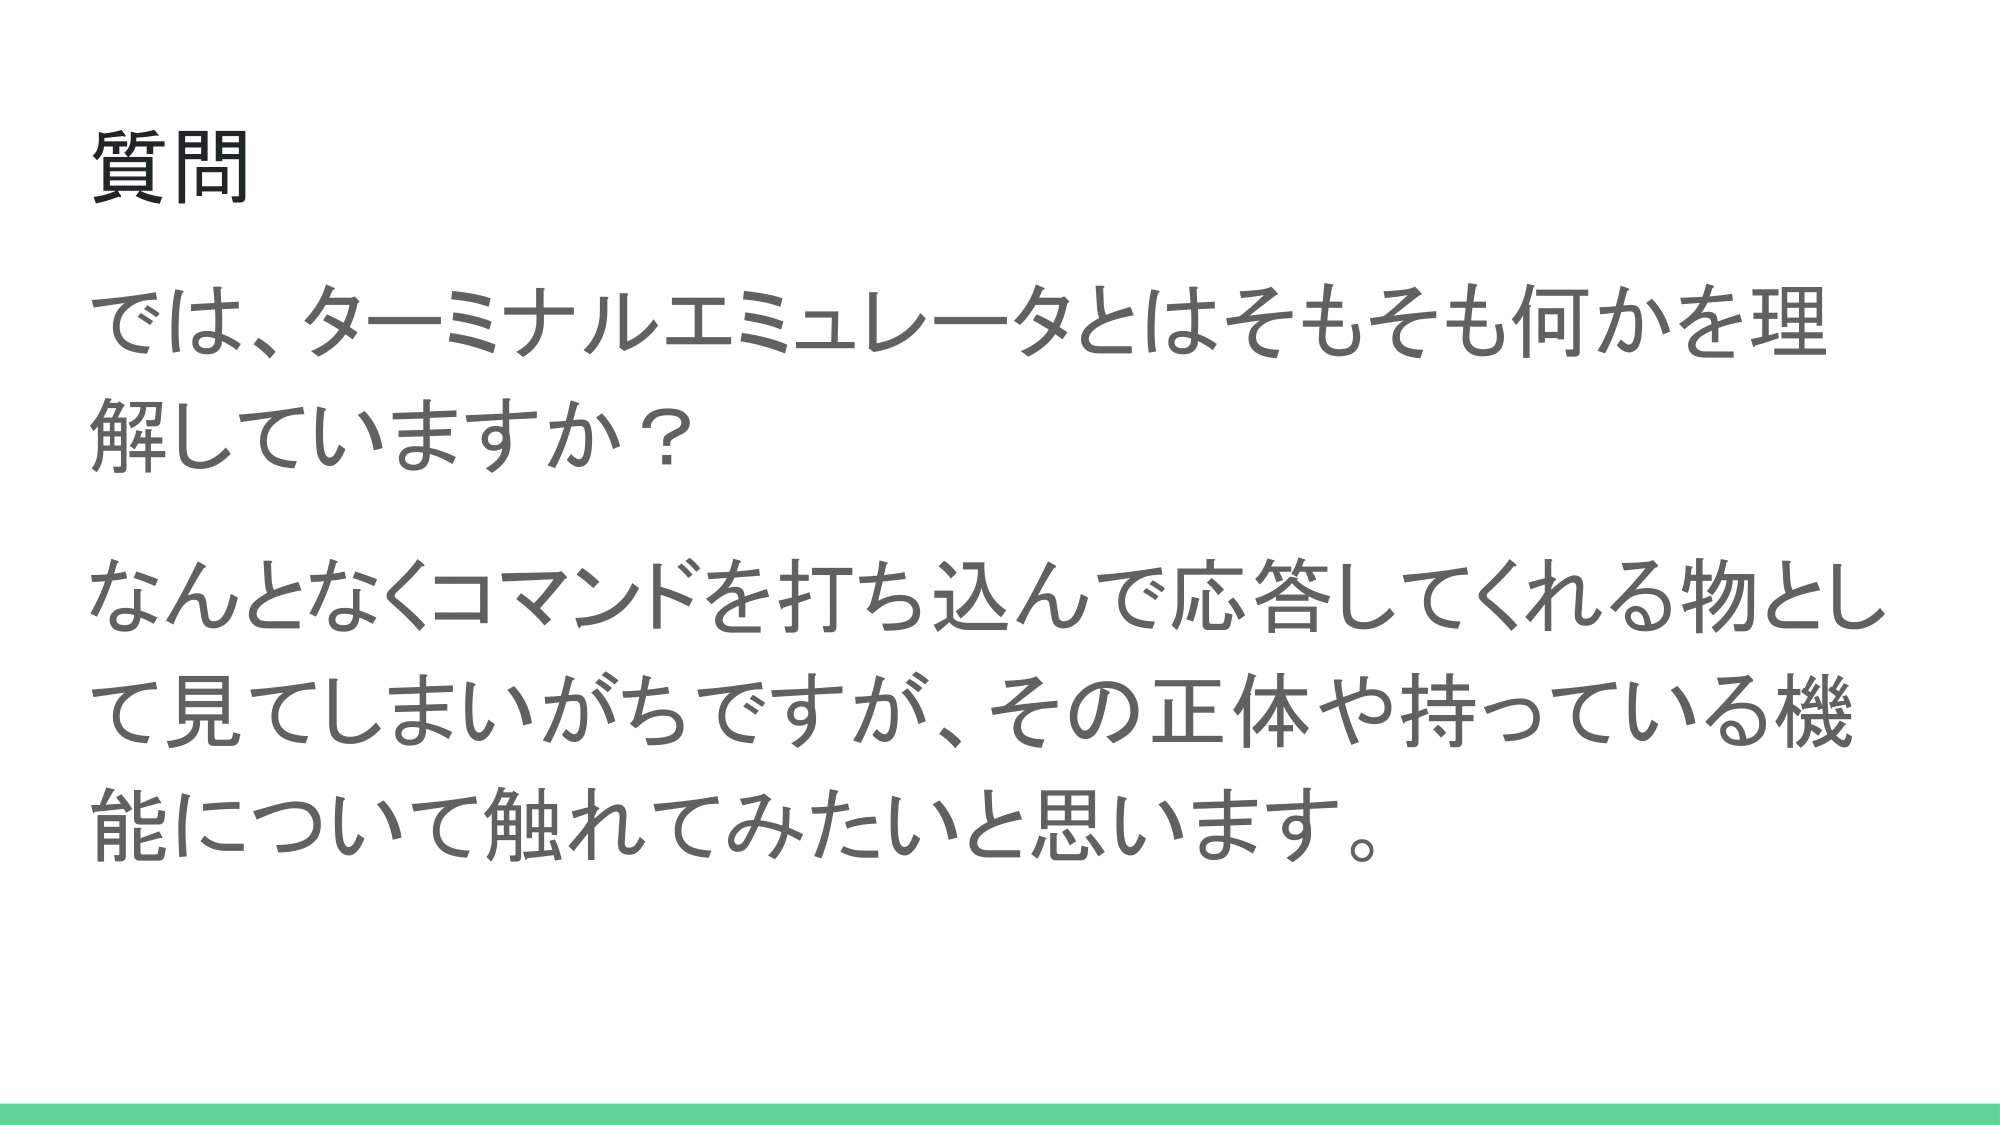 質問
では、ターミナルエミュレータとはそもそも何かを理
解していますか？
なんとなくコマンドを打ち込んで応答してくれる物とし
て見てしまいがちですが、その正体や持っている機
能について触れてみたいと思います。